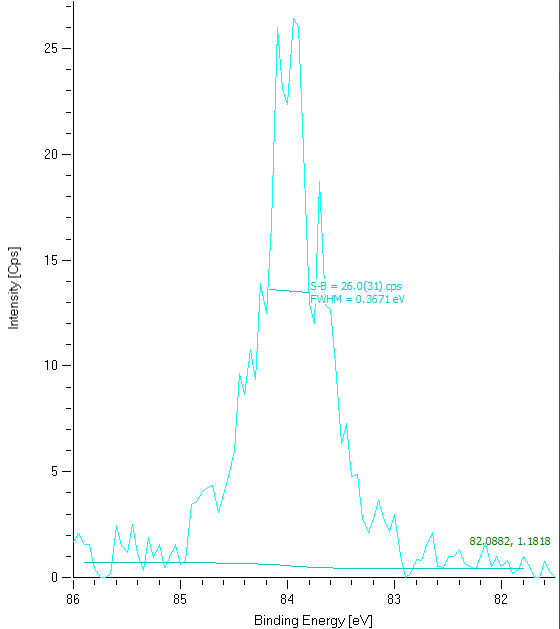 25
20
15
10
5
0
Intensity [Cps]
S-B = 26.0(31) cps
FWHM = 0.3671 eV
82.0882, 1.1818
86 85 84 83 82
Binding Energy [eV]